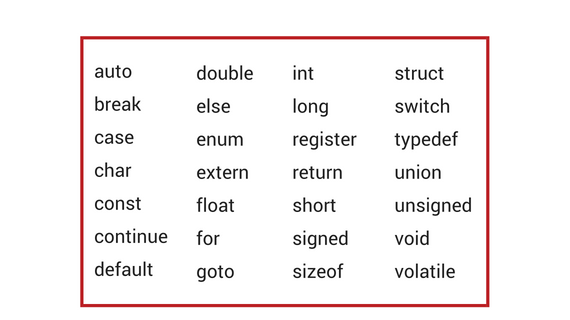 auto double int struct
break else long switch
case enum register typedef
char extern return union
const float short unsigned
continue for signed void
default goto sizeof volatile